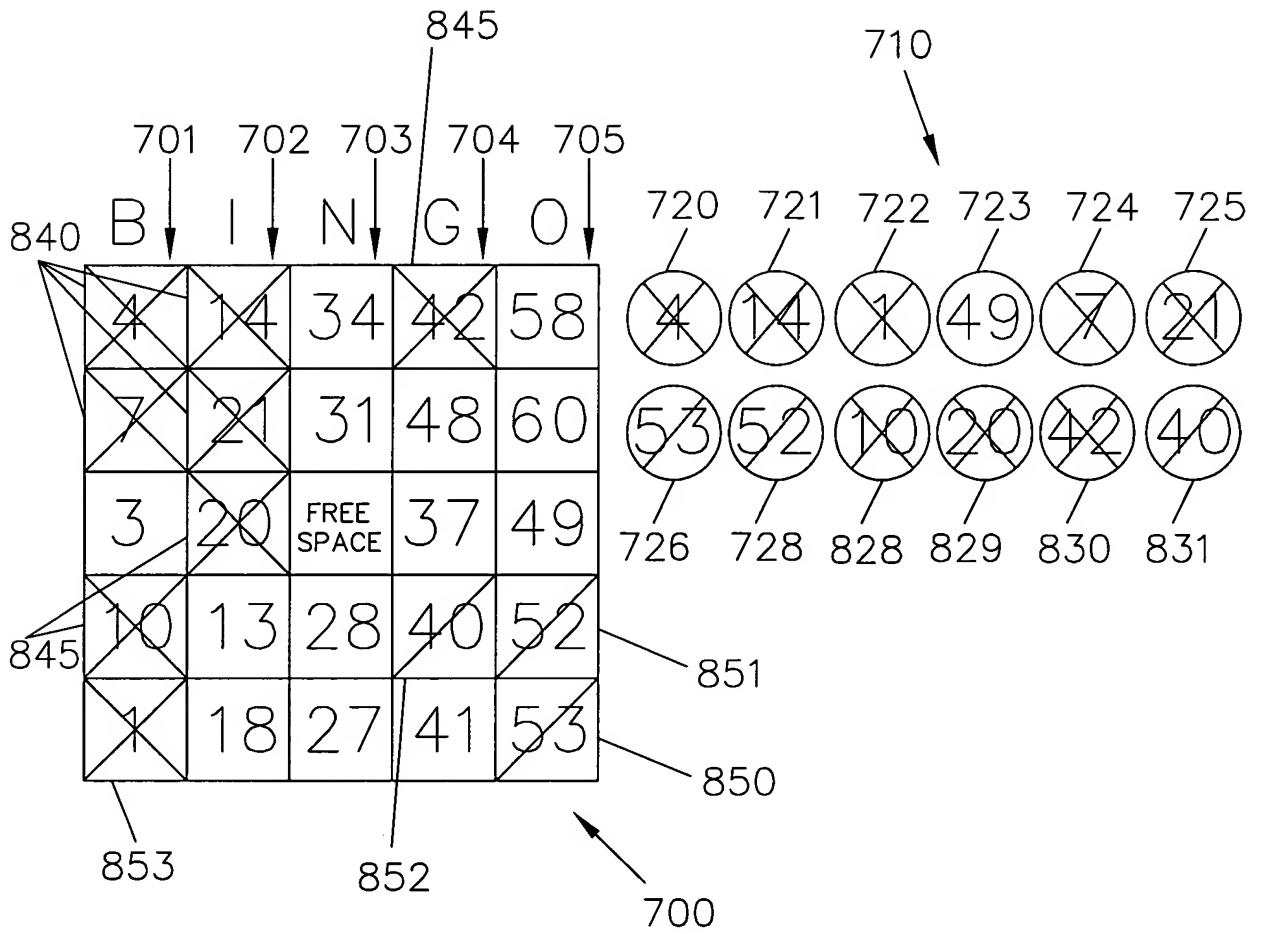 845
710
701 702 703 704 705
720 721 722 723 724 725
B I N G O
840
4 14 34 42 58
4 14 1 49 7 21
7 21 31 48 60
53 52 10 20 42 40
3 20 FREE SPACE 37 49
726 728 828 829 830 831
10 13 28 40 52
845
851
1 18 27 41 53
850
853
852
700